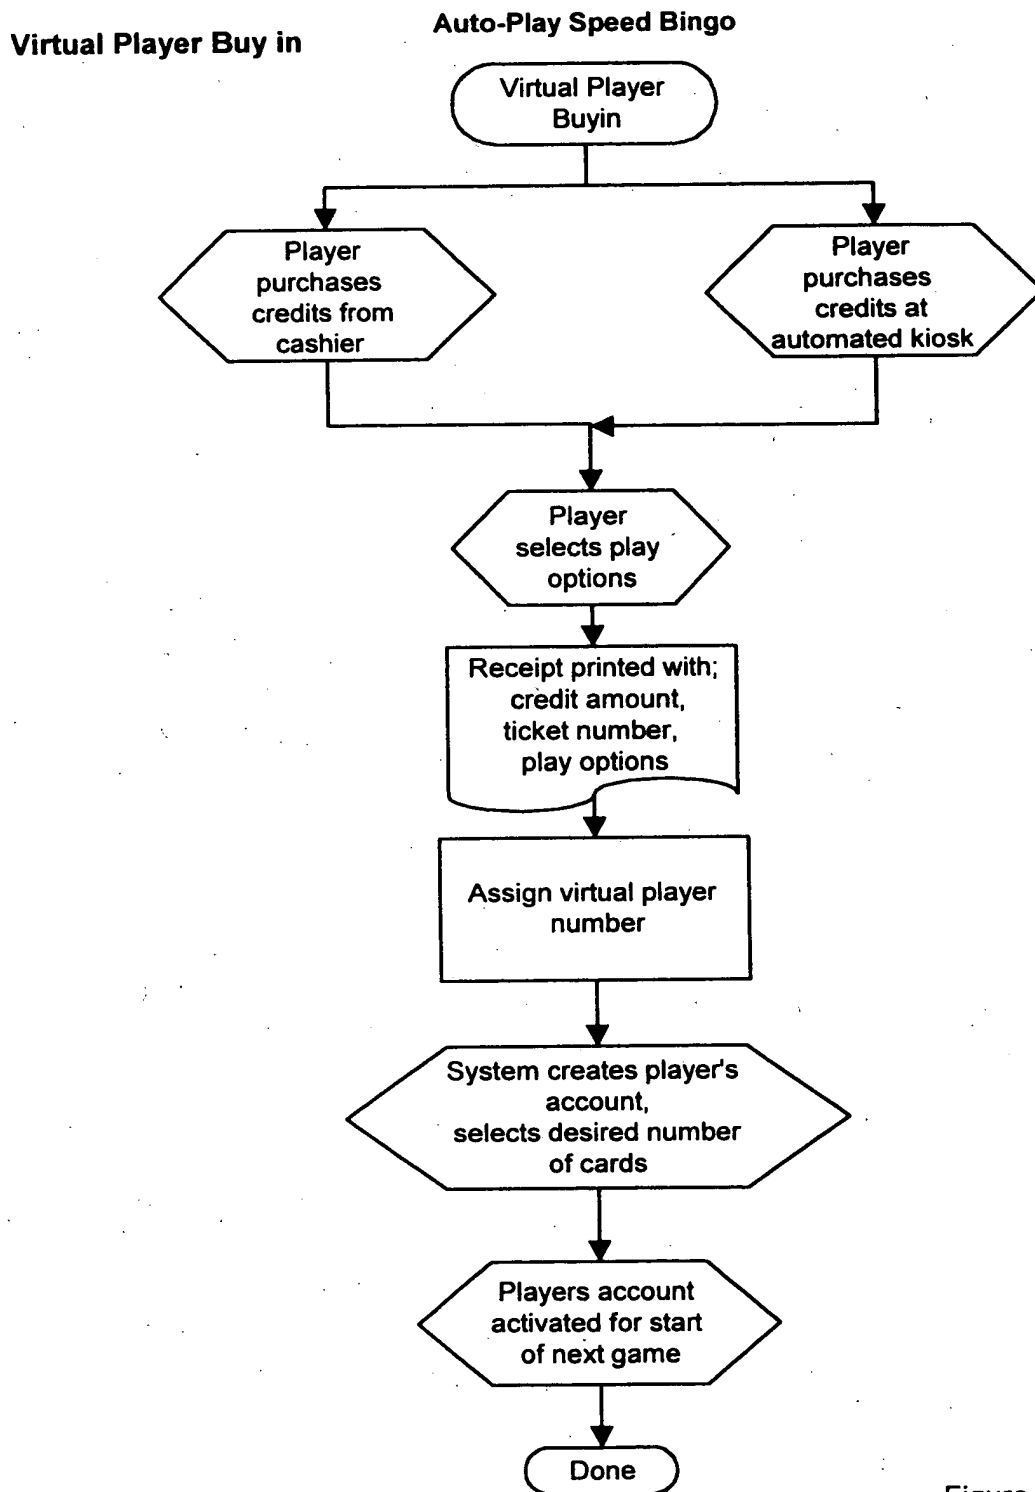 Auto-Play Speed Bingo
Virtual Player Buy in
Virtual Player
Buyin
Player
purchases
credits from
cashier
Player
purchases
credits at
automated kiosk
Player
selects play
options
Receipt printed with;
credit amount,
ticket number,
play options
Assign virtual player
number
System creates player's
account,
selects desired number
of cards
Players account
activated for start
of next game
Done
Figure